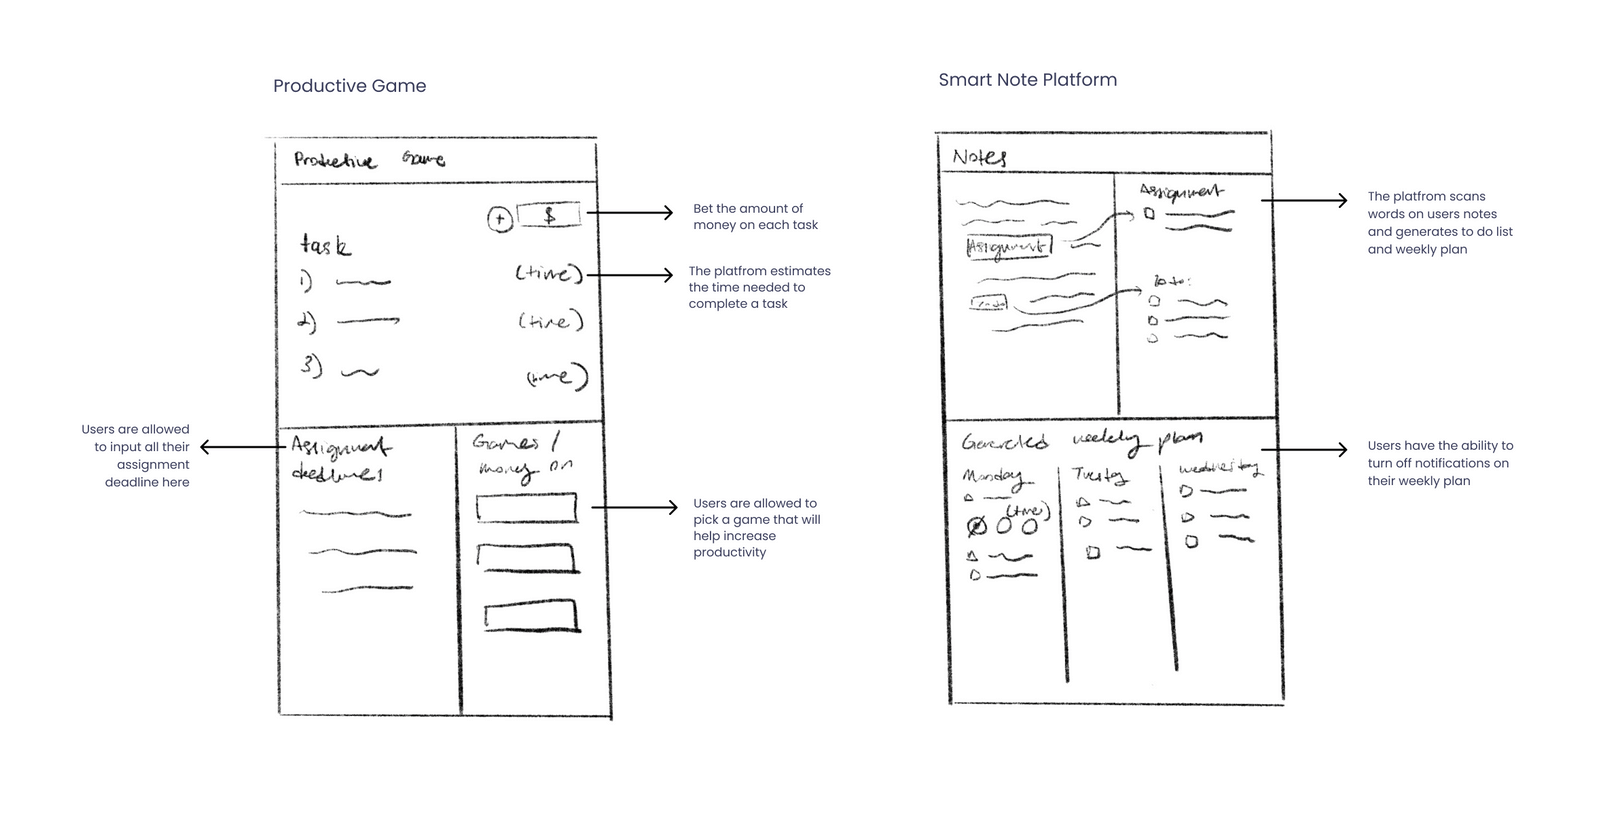 Productive Game
Productive Game
$
Bet the amount of
money on each task
task
1)
(time)
The platfrom estimates
the time needed to
complete a task
2)
(time)
3)
(time)
Users are allowed
to input all their
assignment
deadline here
Assignment
deadlines
Games /
money on
Users are allowed to
pick a game that will
help increase
productivity
Smart Note Platform
Notes
Assignment
Assignment
To do:
The platfrom scans
words on users notes
and generates to do list
and weekly plan
Generated weekly plan
Monday
Tuesday
Wednesday
(time)
Users have the ability to
turn off notifications on
their weekly plan